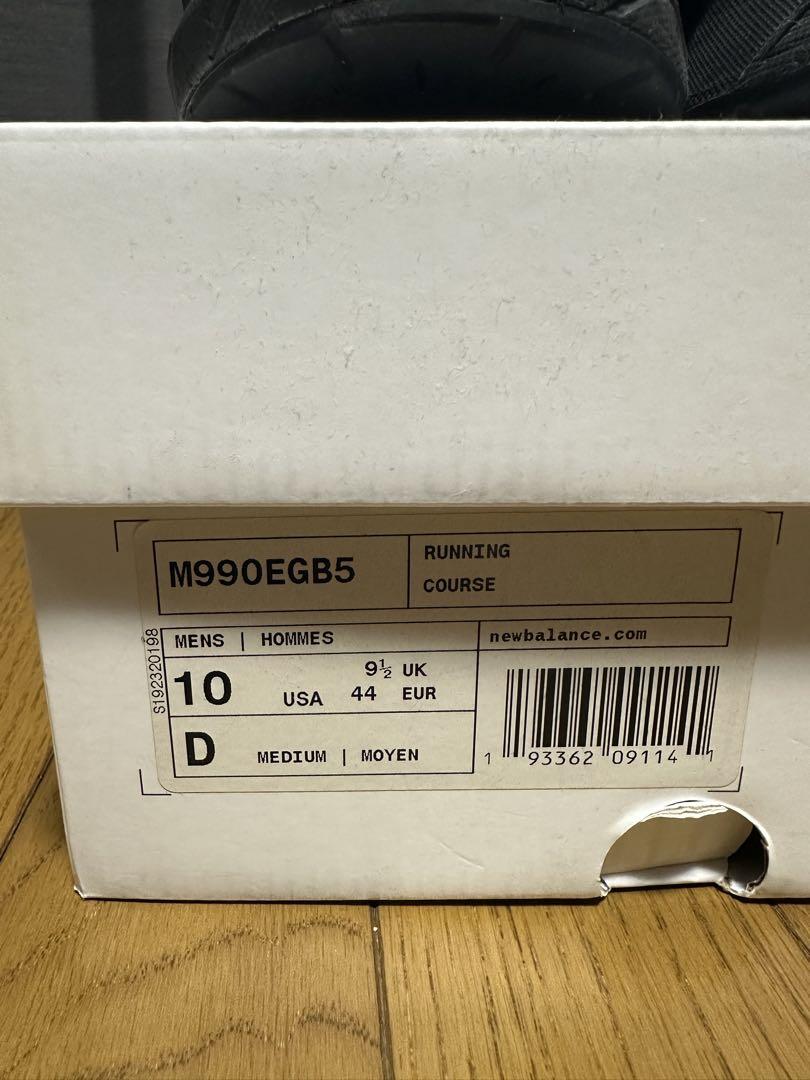 M990EGB5
RUNNING
COURSE
S192320198
MENS | HOMMES
newbalance.com
10 USA 9½ UK
44 EUR
D MEDIUM | MOYEN
1 93362 09114 1